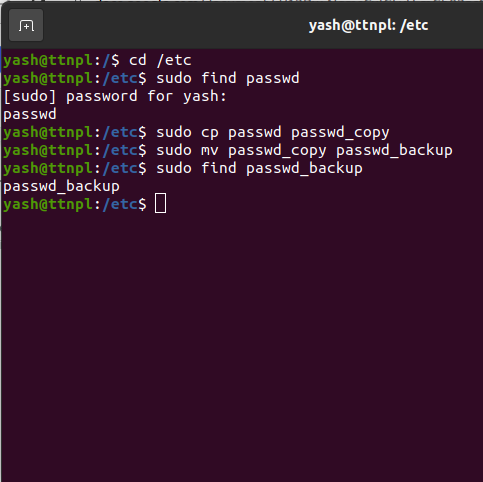 yash@ttnpl: /etc
yash@ttnpl:/$ cd /etc
yash@ttnpl:/etc$ sudo find passwd
[sudo] password for yash:
passwd
yash@ttnpl:/etc$ sudo cp passwd passwd_copy
yash@ttnpl:/etc$ sudo mv passwd_copy passwd_backup
yash@ttnpl:/etc$ sudo find passwd_backup
passwd_backup
yash@ttnpl:/etc$